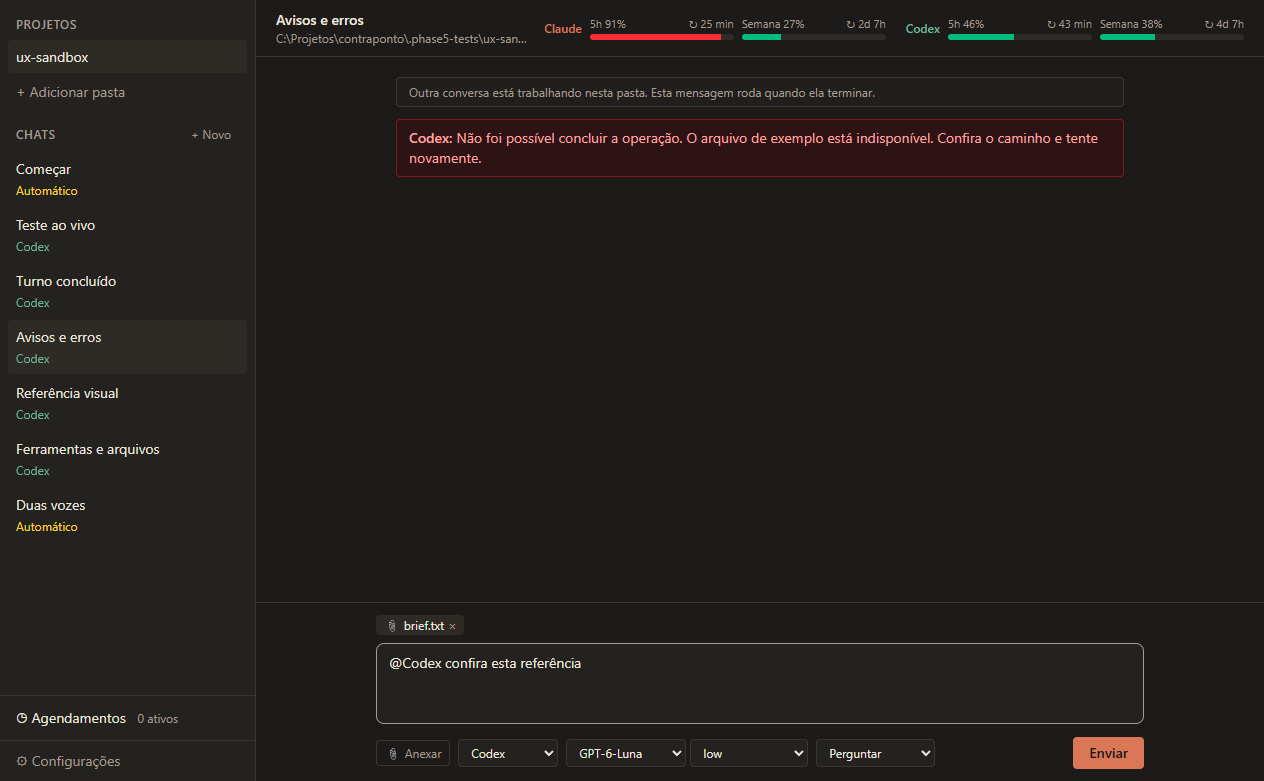 PROJETOS
ux-sandbox
+ Adicionar pasta
CHATS + Novo
Começar
Automático
Teste ao vivo
Codex
Turno concluído
Codex
Avisos e erros
Codex
Referência visual
Codex
Ferramentas e arquivos
Codex
Duas vozes
Automático
Agendamentos 0 ativos
Configurações
Avisos e erros
C:\Projetos\contraponto\.phase5-tests\ux-san...
Claude 5h 91% ↻ 25 min Semana 27% ↻ 2d 7h Codex 5h 46% ↻ 43 min Semana 38% ↻ 4d 7h
Outra conversa está trabalhando nesta pasta. Esta mensagem roda quando ela terminar.
Codex: Não foi possível concluir a operação. O arquivo de exemplo está indisponível. Confira o caminho e tente
novamente.
brief.txt ×
@Codex confira esta referência
Anexar Codex GPT-6-Luna low Perguntar Enviar